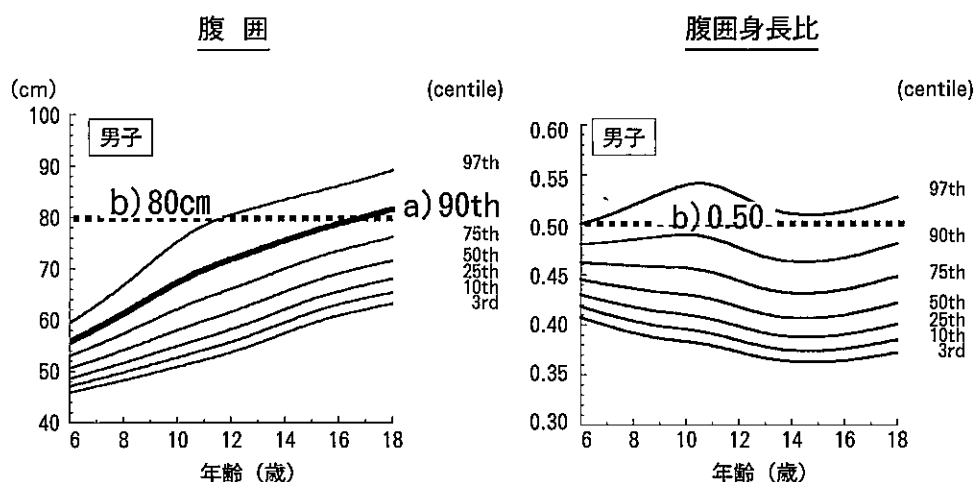 腹 囲
(cm)
(centile)
100
90
80
70
60
50
40
男子
b)80cm
97th
a)90th
75th
50th
25th
10th
3rd
6 8 10 12 14 16 18
年齢 (歳)
腹囲身長比
(centile)
0.60
0.55
0.50
0.45
0.40
0.35
0.30
男子
b)0.50
97th
90th
75th
50th
25th
10th
3rd
6 8 10 12 14 16 18
年齢 (歳)